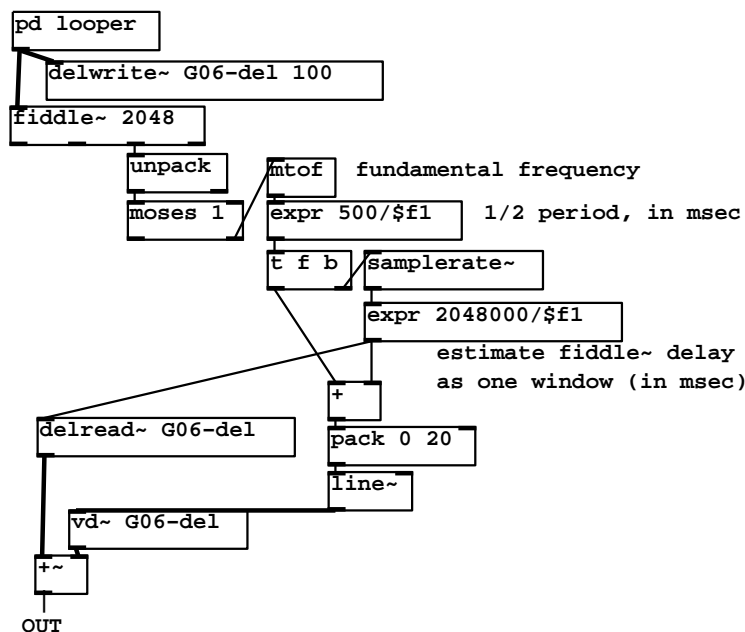 pd looper
delwrite~ G06-del 100
fiddle~ 2048
unpack
mtof
fundamental frequency
moses 1
expr 500/$f1
1/2 period, in msec
t f b
samplerate~
expr 2048000/$f1
estimate fiddle~ delay
as one window (in msec)
+
delread~ G06-del
pack 0 20
line~
vd~ G06-del
+~
OUT